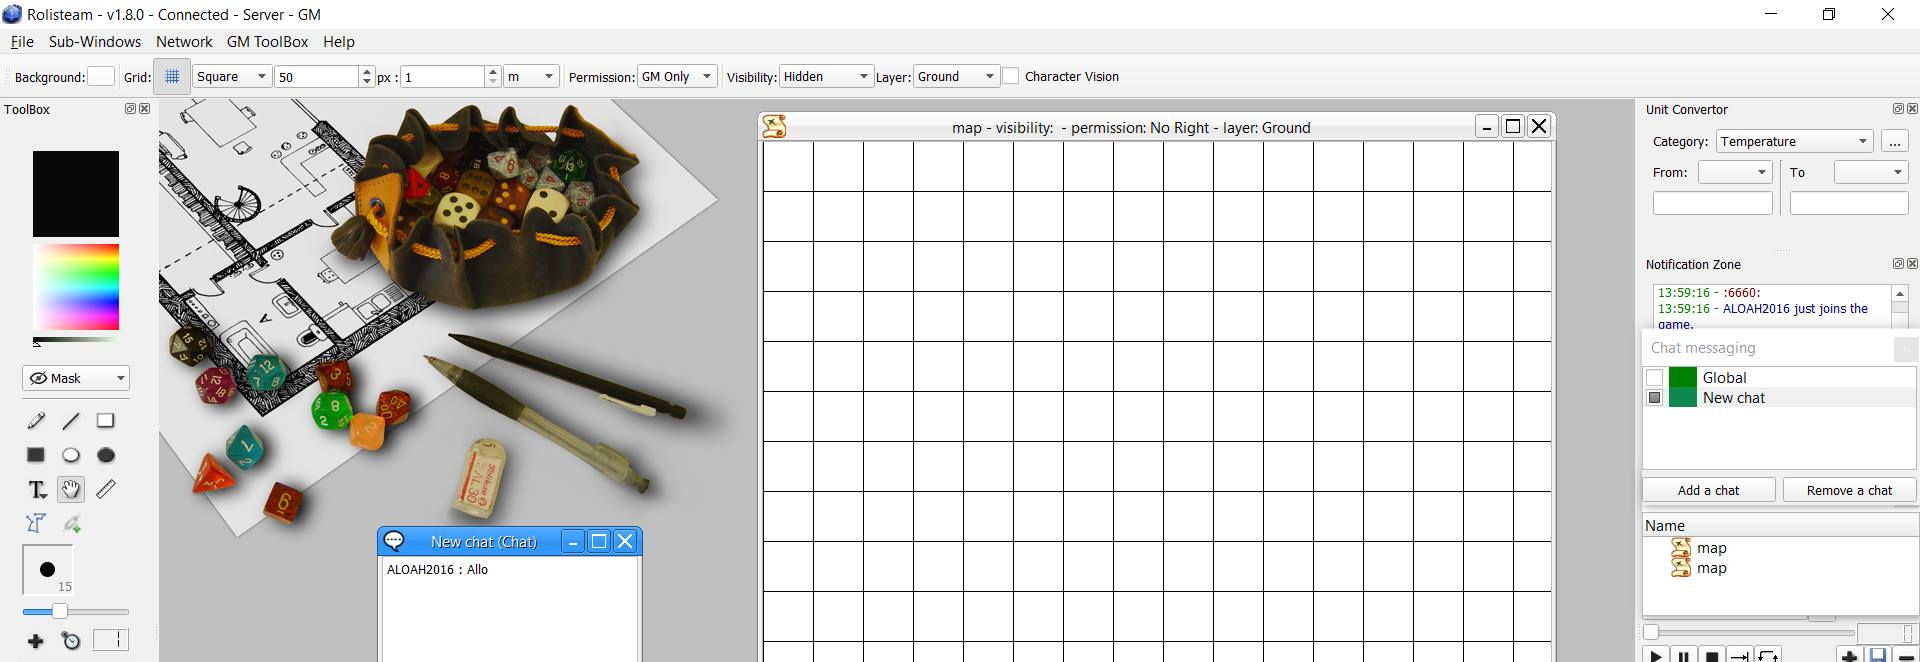 Rolisteam - v1.8.0 - Connected - Server - GM
File Sub-Windows Network GM ToolBox Help
Background: Grid: Square 50 px : 1 m Permission: GM Only Visibility: Hidden Layer: Ground Character Vision
ToolBox
Mask
15
map - visibility:  - permission: No Right - layer: Ground
New chat (Chat)
ALOAH2016 : Allo
Unit Convertor
Category: Temperature ...
From: To
Notification Zone
13:59:16 - :6660:
13:59:16 - ALOAH2016 just joins the
game.
Chat messaging
Global
New chat
Add a chat Remove a chat
Name
map
map